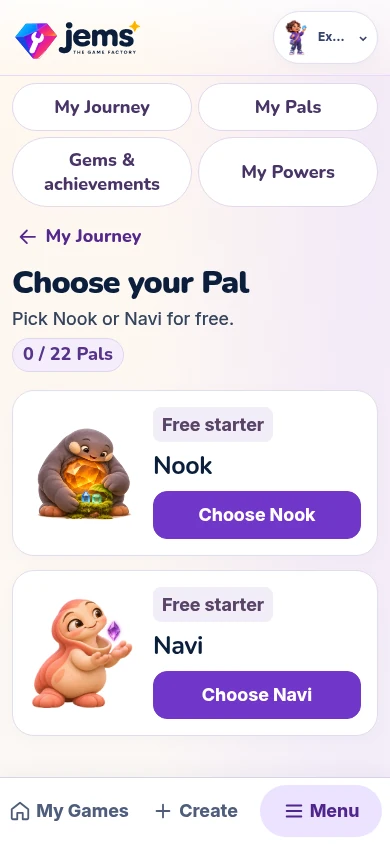 jems
THE GAME FACTORY
Ex...
My Journey
My Pals
Gems &
achievements
My Powers
My Journey
Choose your Pal
Pick Nook or Navi for free.
0 / 22 Pals
Free starter
Nook
Choose Nook
Free starter
Navi
Choose Navi
My Games
Create
Menu